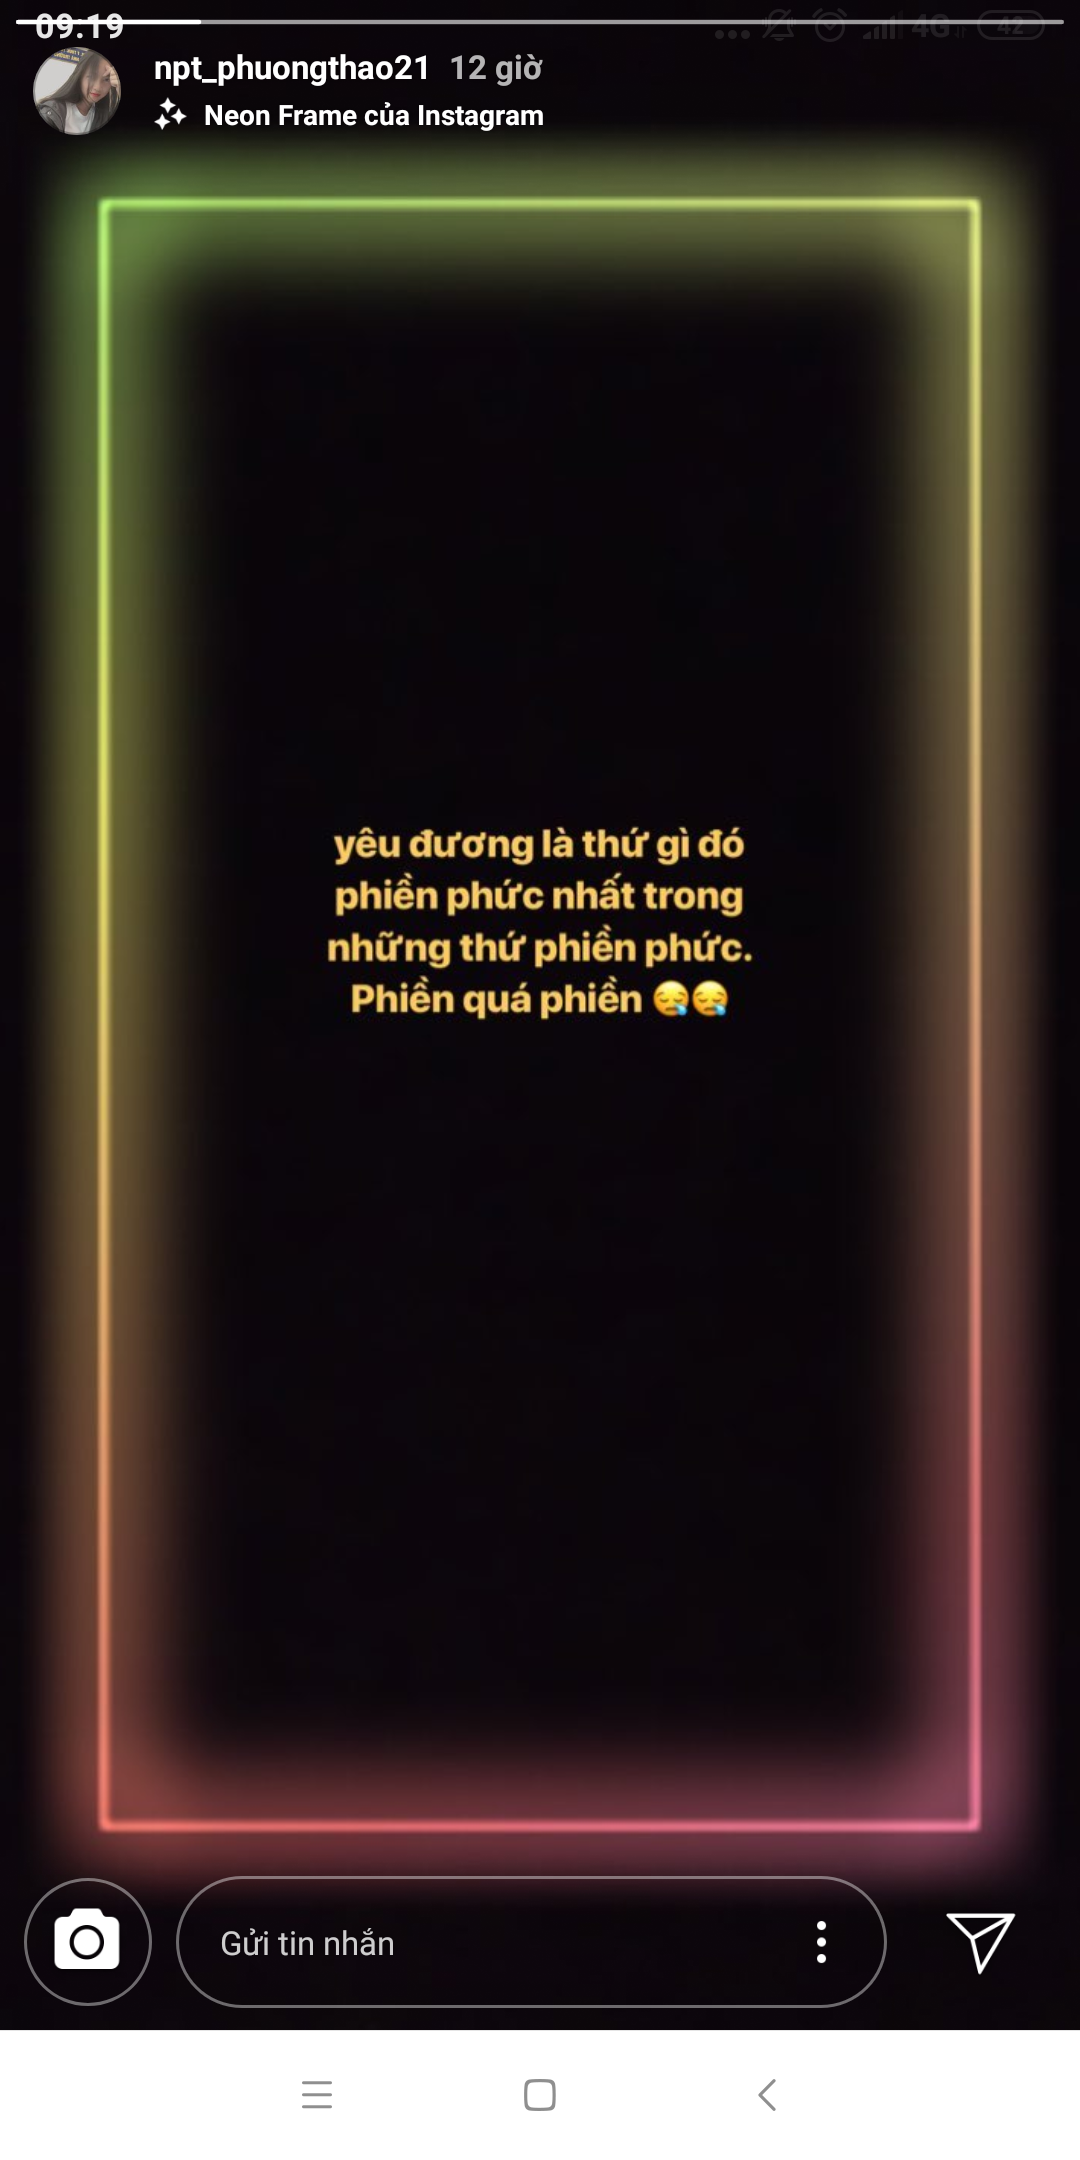 09:19
4G 42
npt_phuongthao21 12 giờ
Neon Frame của Instagram
yêu đương là thứ gì đó
phiền phức nhất trong
những thứ phiền phức.
Phiền quá phiền 😪😪
Gửi tin nhắn